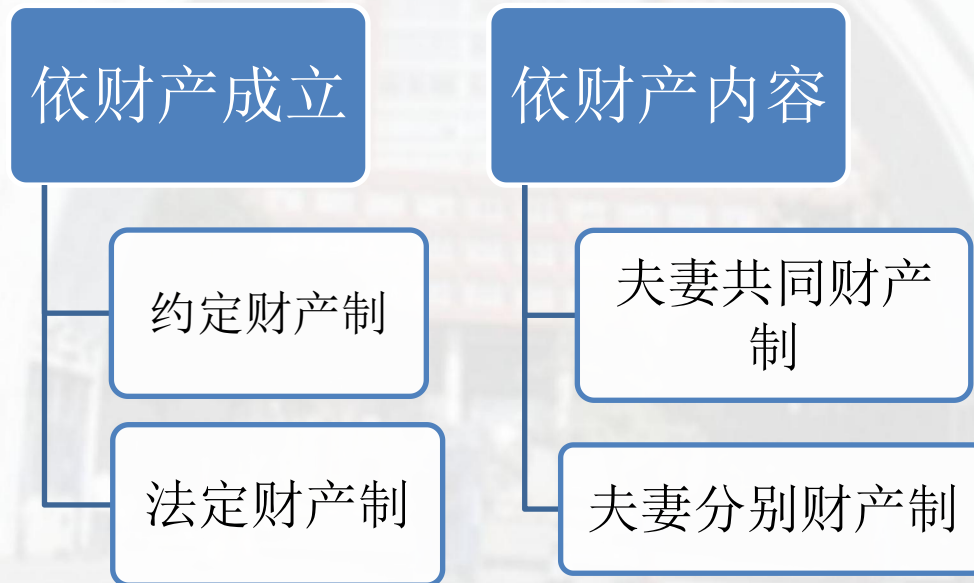 依财产成立
约定财产制
法定财产制
依财产内容
夫妻共同财产
制
夫妻分别财产制